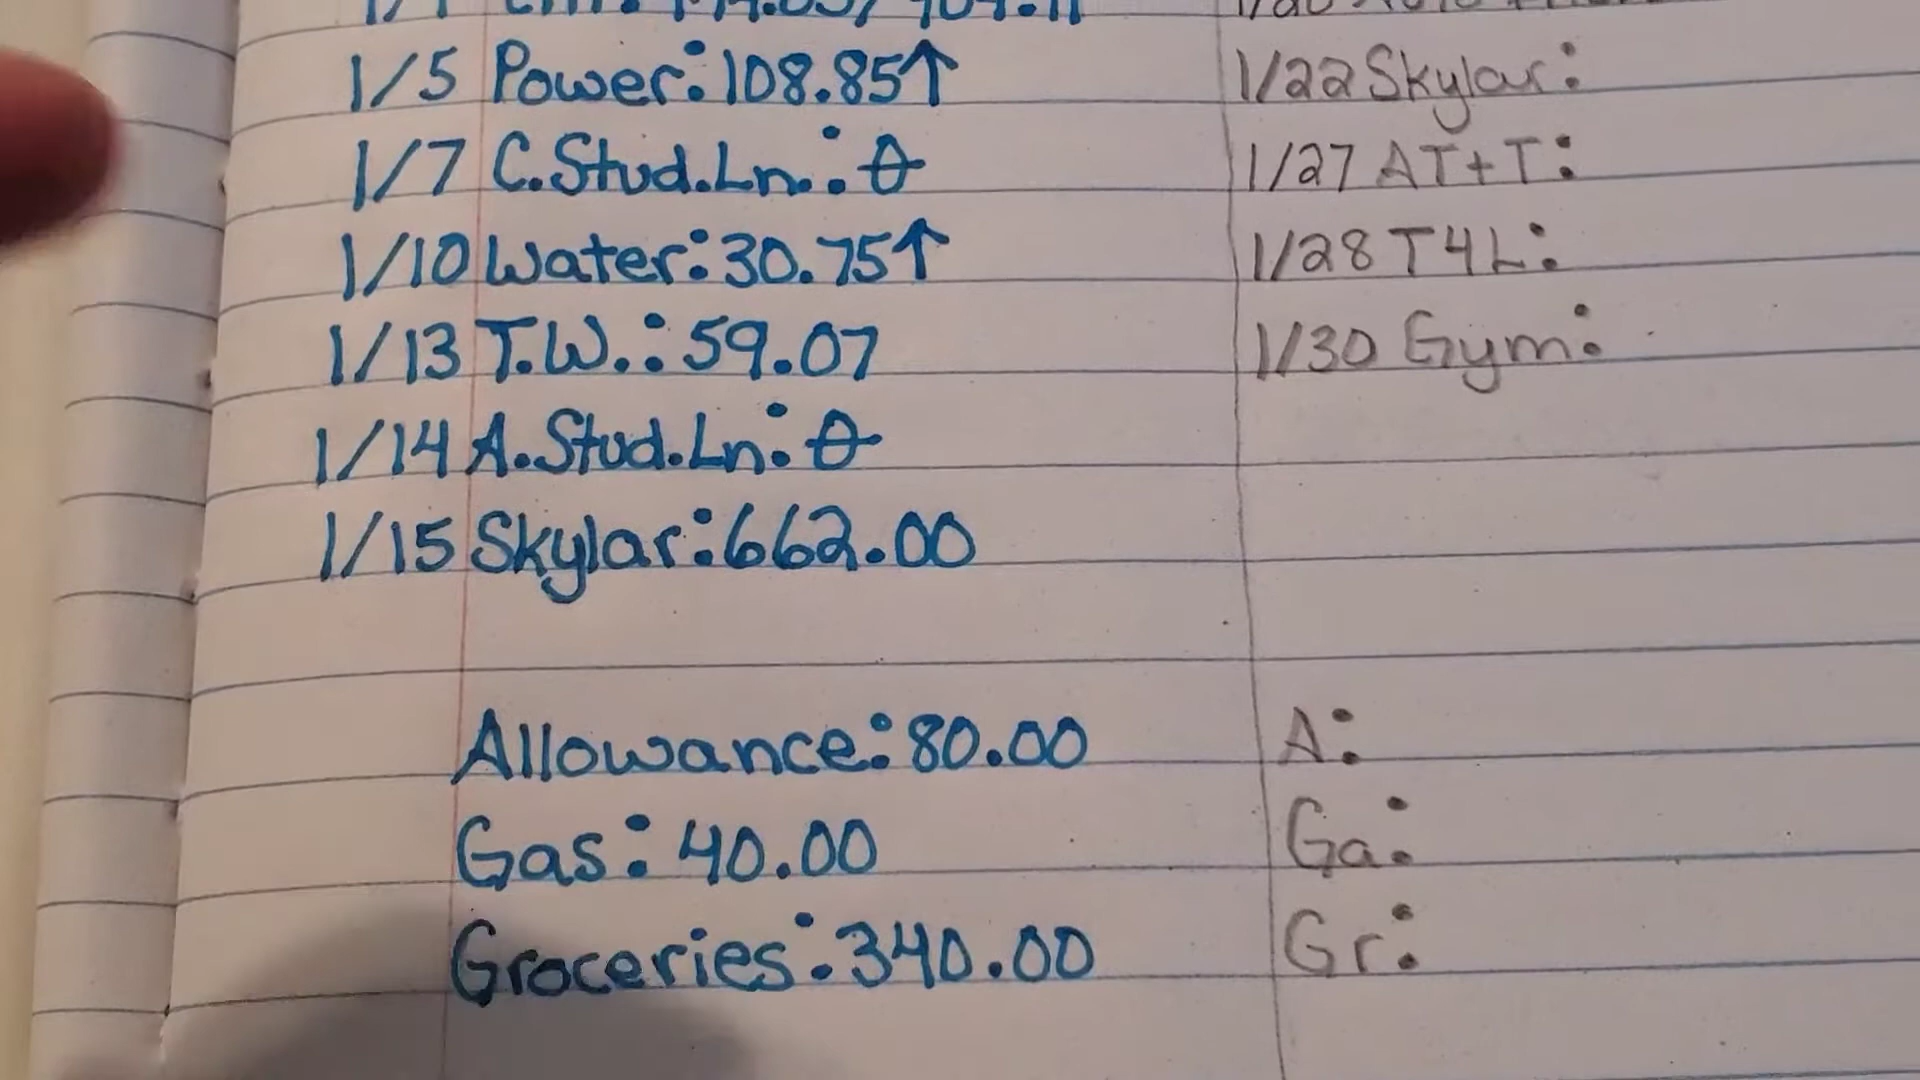 1/5 Power: 108.85↑
1/7 C.Stud.Ln.: 0
1/10 Water: 30.75↑
1/13 T.W.: 59.07
1/14 A.Stud.Ln: 0
1/15 Skylar: 662.00
Allowance: 80.00
Gas: 40.00
Groceries: 340.00
1/22 Skylar:
1/27 AT+T:
1/28 T4L:
1/30 Gym:
A:
Ga:
Gr: